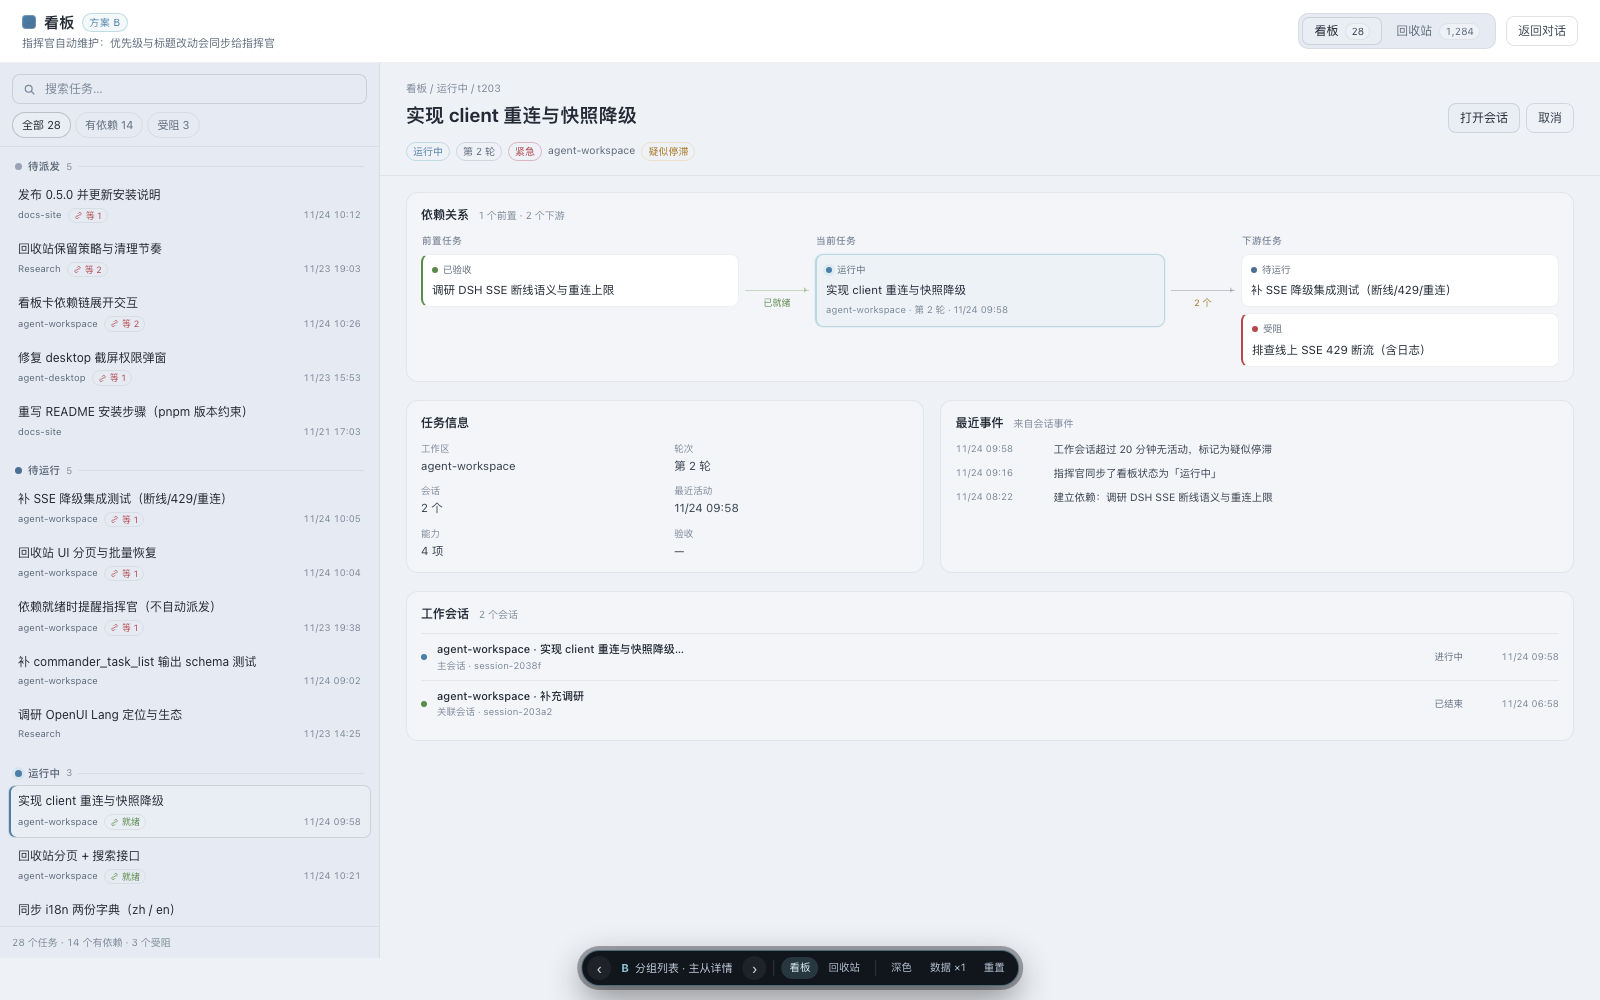 看板 方案 B
指挥官自动维护：优先级与标题改动会同步给指挥官
看板 28 回收站 1,284 返回对话
搜索任务...
全部 28 有依赖 14 受阻 3
待派发 5
发布 0.5.0 并更新安装说明
docs-site 等 1 11/24 10:12
回收站保留策略与清理节奏
Research 等 2 11/23 19:03
看板卡依赖链展开交互
agent-workspace 等 2 11/24 10:26
修复 desktop 截屏权限弹窗
agent-desktop 等 1 11/23 15:53
重写 README 安装步骤（pnpm 版本约束）
docs-site 11/21 17:03
待运行 5
补 SSE 降级集成测试（断线/429/重连）
agent-workspace 等 1 11/24 10:05
回收站 UI 分页与批量恢复
agent-workspace 等 1 11/24 10:04
依赖就绪时提醒指挥官（不自动派发）
agent-workspace 等 1 11/23 19:38
补 commander_task_list 输出 schema 测试
agent-workspace 11/24 09:02
调研 OpenUI Lang 定位与生态
Research 11/23 14:25
运行中 3
实现 client 重连与快照降级
agent-workspace 就绪 11/24 09:58
回收站分页 + 搜索接口
agent-workspace 就绪 11/24 10:21
同步 i18n 两份字典（zh / en）
28 个任务 · 14 个有依赖 · 3 个受阻
看板 / 运行中 / t203
实现 client 重连与快照降级
打开会话 取消
运行中 第 2 轮 紧急 agent-workspace 疑似停滞
依赖关系 1 个前置 · 2 个下游
前置任务
已验收
调研 DSH SSE 断线语义与重连上限
已就绪
当前任务
运行中
实现 client 重连与快照降级
agent-workspace · 第 2 轮 · 11/24 09:58
2 个
下游任务
待运行
补 SSE 降级集成测试（断线/429/重连）
受阻
排查线上 SSE 429 断流（含日志）
任务信息
工作区 轮次
agent-workspace 第 2 轮
会话 最近活动
2 个 11/24 09:58
能力 验收
4 项 —
最近事件 来自会话事件
11/24 09:58 工作会话超过 20 分钟无活动，标记为疑似停滞
11/24 09:16 指挥官同步了看板状态为「运行中」
11/24 08:22 建立依赖：调研 DSH SSE 断线语义与重连上限
工作会话 2 个会话
agent-workspace · 实现 client 重连与快照降级...
主会话 · session-2038f
进行中 11/24 09:58
agent-workspace · 补充调研
关联会话 · session-203a2
已结束 11/24 06:58
‹ B 分组列表 · 主从详情 › 看板 回收站 深色 数据 ×1 重置